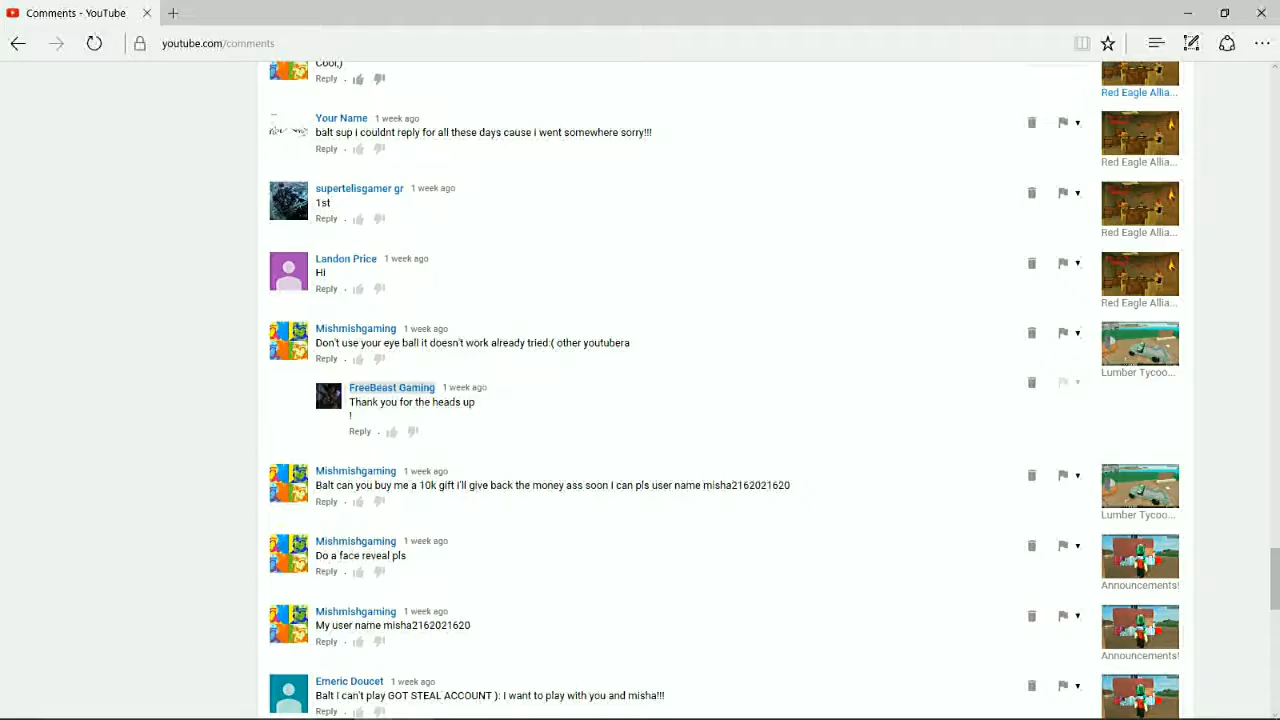 Comments - YouTube
youtube.com/comments
Cool,)
Reply .
Red Eagle Allia...
Your Name 1 week ago
balt sup i couldnt reply for all these days cause i went somewhere sorry!!!
Reply .
Red Eagle Allia...
supertelisgamer gr 1 week ago
1st
Reply .
Red Eagle Allia...
Landon Price 1 week ago
Hi
Reply .
Red Eagle Allia...
Mishmishgaming 1 week ago
Don't use your eye ball it doesn't work already tried:( other youtubera
Reply .
Lumber Tycoo...
FreeBeast Gaming 1 week ago
Thank you for the heads up
!
Reply .
Mishmishgaming 1 week ago
Balt can you buy me a 10k gift i'll give back the money ass soon I can pls user name misha2162021620
Reply .
Lumber Tycoo...
Mishmishgaming 1 week ago
Do a face reveal pls
Reply .
Announcements!
Mishmishgaming 1 week ago
My user name misha2162021620
Reply .
Announcements!
Emeric Doucet 1 week ago
Balt I can't play GOT STEAL ACCOUNT ): i want to play with you and misha!!!
Reply .